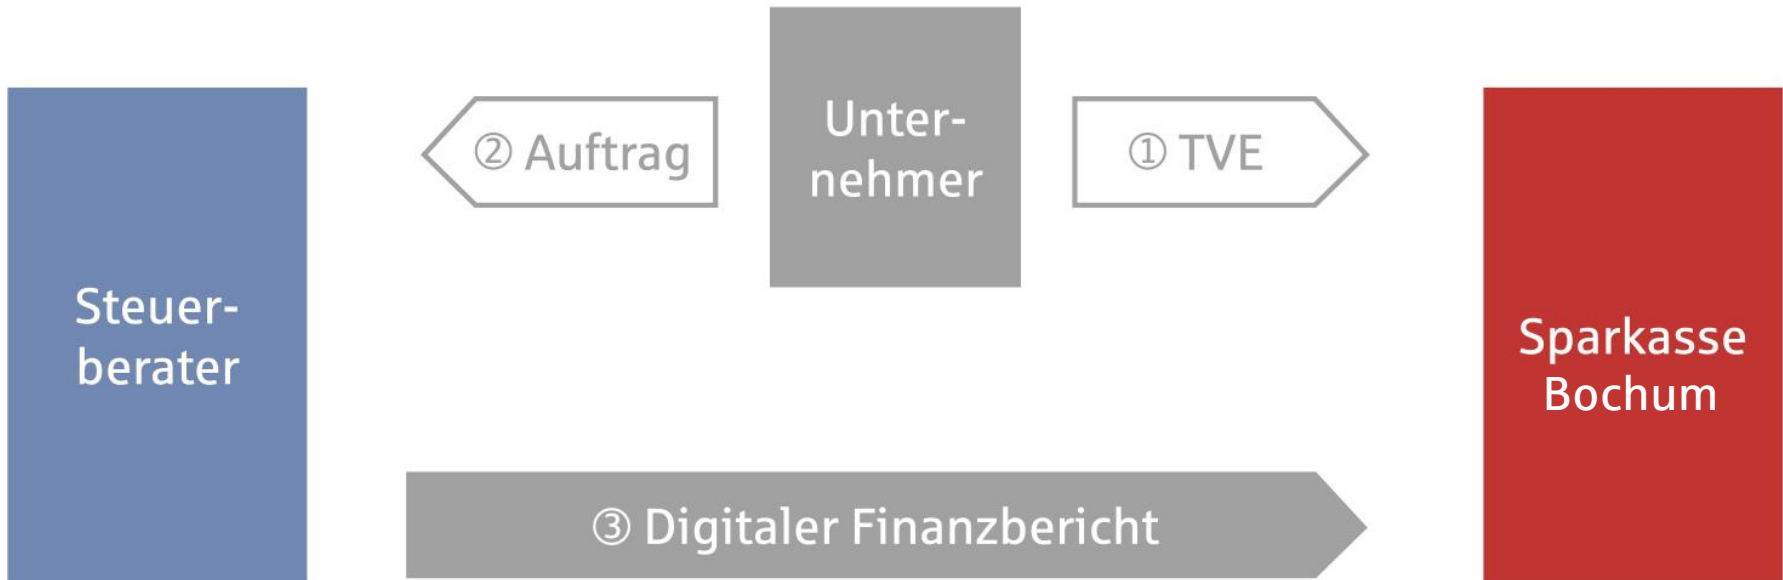 Unter-
nehmer
② Auftrag
① TVE
Steuer-
berater
Sparkasse
Bochum
③ Digitaler Finanzbericht